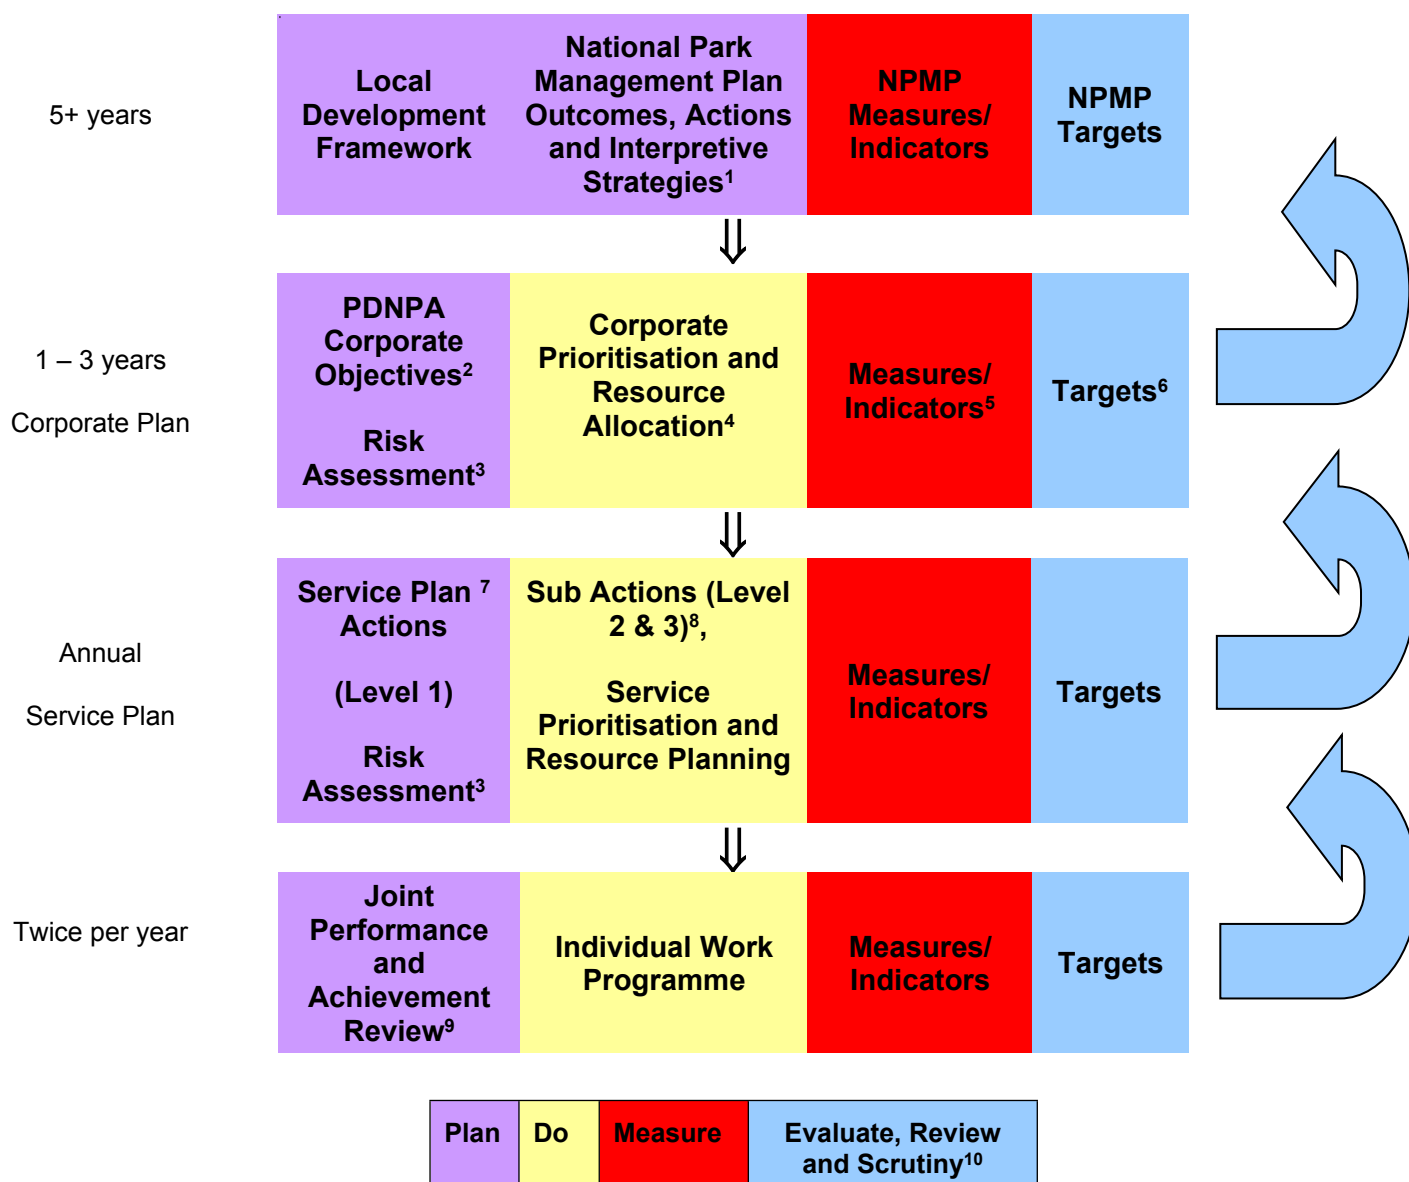 5+ years
Local
Development
Framework
National Park
Management Plan
Outcomes, Actions
and Interpretive
Strategies¹
NPMP
Measures/
Indicators
NPMP
Targets
⇓
1 – 3 years
Corporate Plan
PDNPA
Corporate
Objectives²
Risk
Assessment³
Corporate
Prioritisation and
Resource
Allocation⁴
Measures/
Indicators⁵
Targets⁶
⇓
Annual
Service Plan
Service Plan ⁷
Actions
(Level 1)
Risk
Assessment³
Sub Actions (Level
2 & 3)⁸,
Service
Prioritisation and
Resource Planning
Measures/
Indicators
Targets
⇓
Twice per year
Joint
Performance
and
Achievement
Review⁹
Individual Work
Programme
Measures/
Indicators
Targets
Plan
Do
Measure
Evaluate, Review
and Scrutiny¹⁰